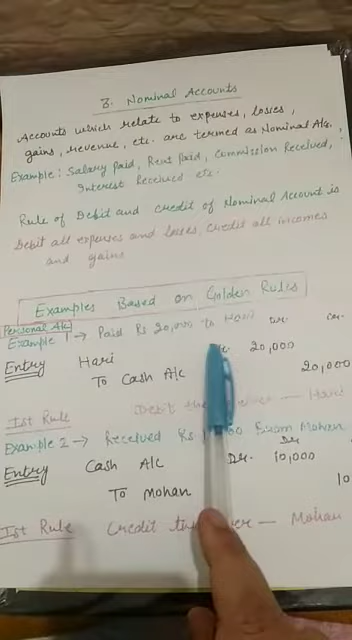 3. Nominal Accounts
Accounts which relate to expenses, losses,
gains, revenue, etc. are termed as Nominal A/c.
Example: Salary Paid, Rent Paid, Commission Received,
Interest Received etc.
Rule of Debit and credit of Nominal Account is
Debit all expenses and losses, credit all incomes
and gains
Examples Based on Golden Rules
Personal A/c
Example 1 → Paid Rs 20,000 to Hari
Dr. Cr.
Entry Hari 20,000
To Cash A/c 20,000
Ist Rule Debit the — Hari
Example 2 → Received Rs from Mohan
Dr
Entry Cash A/c Dr. 10,000
To Mohan 10
Ist Rule Credit the — Mohan